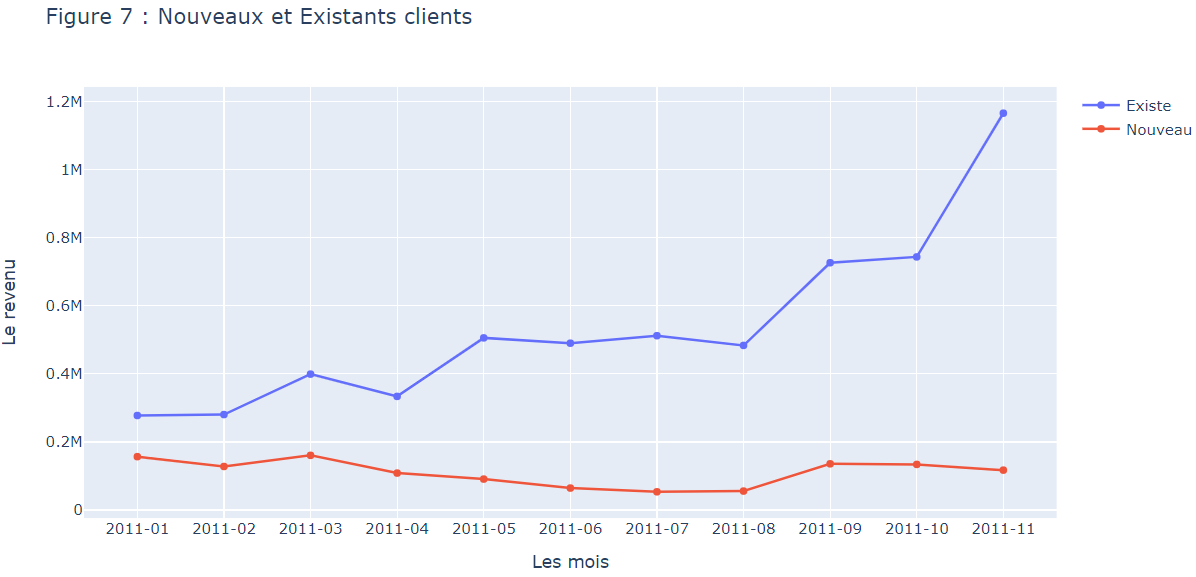 Figure 7 : Nouveaux et Existants clients
Existe
Nouveau
Le revenu
1.2M
1M
0.8M
0.6M
0.4M
0.2M
0
2011-01 2011-02 2011-03 2011-04 2011-05 2011-06 2011-07 2011-08 2011-09 2011-10 2011-11
Les mois